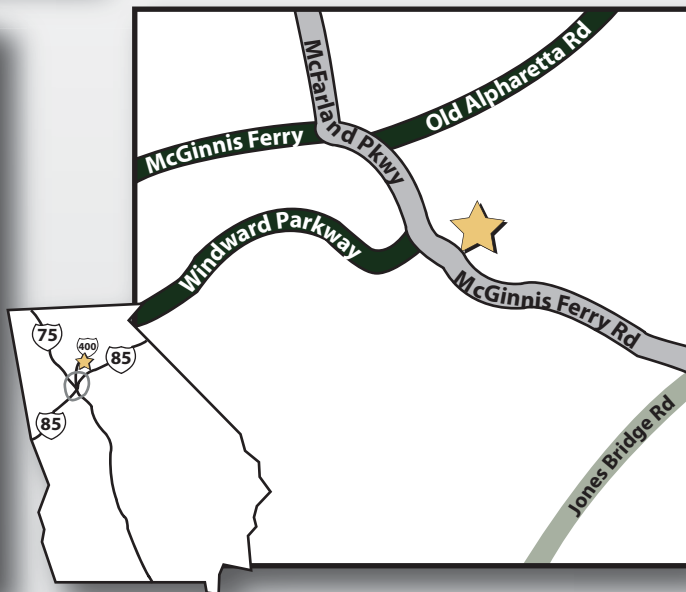 McFarland Pkwy
Old Alpharetta Rd
McGinnis Ferry
Windward Parkway
McGinnis Ferry Rd
Jones Bridge Rd
75
400
85
85